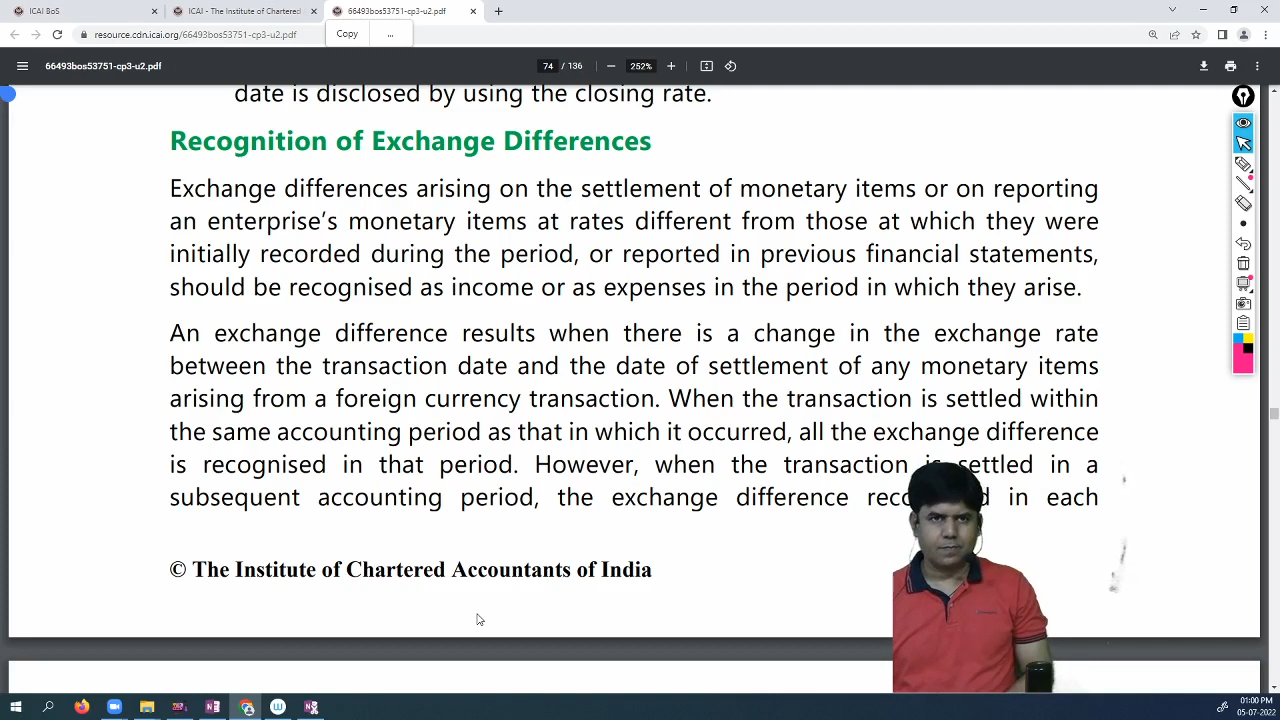 ICAI BoS
ICAI - The Institute of Chartered
66493bos53751-cp3-u2.pdf
resource.cdn.icai.org/66493bos53751-cp3-u2.pdf
Copy
...
66493bos53751-cp3-u2.pdf
74 / 136
252%
date is disclosed by using the closing rate.
Recognition of Exchange Differences
Exchange differences arising on the settlement of monetary items or on reporting
an enterprise’s monetary items at rates different from those at which they were
initially recorded during the period, or reported in previous financial statements,
should be recognised as income or as expenses in the period in which they arise.
An exchange difference results when there is a change in the exchange rate
between the transaction date and the date of settlement of any monetary items
arising from a foreign currency transaction. When the transaction is settled within
the same accounting period as that in which it occurred, all the exchange difference
is recognised in that period. However, when the transaction is settled in a
subsequent accounting period, the exchange difference in each
© The Institute of Chartered Accountants of India
01:00 PM
05-07-2022